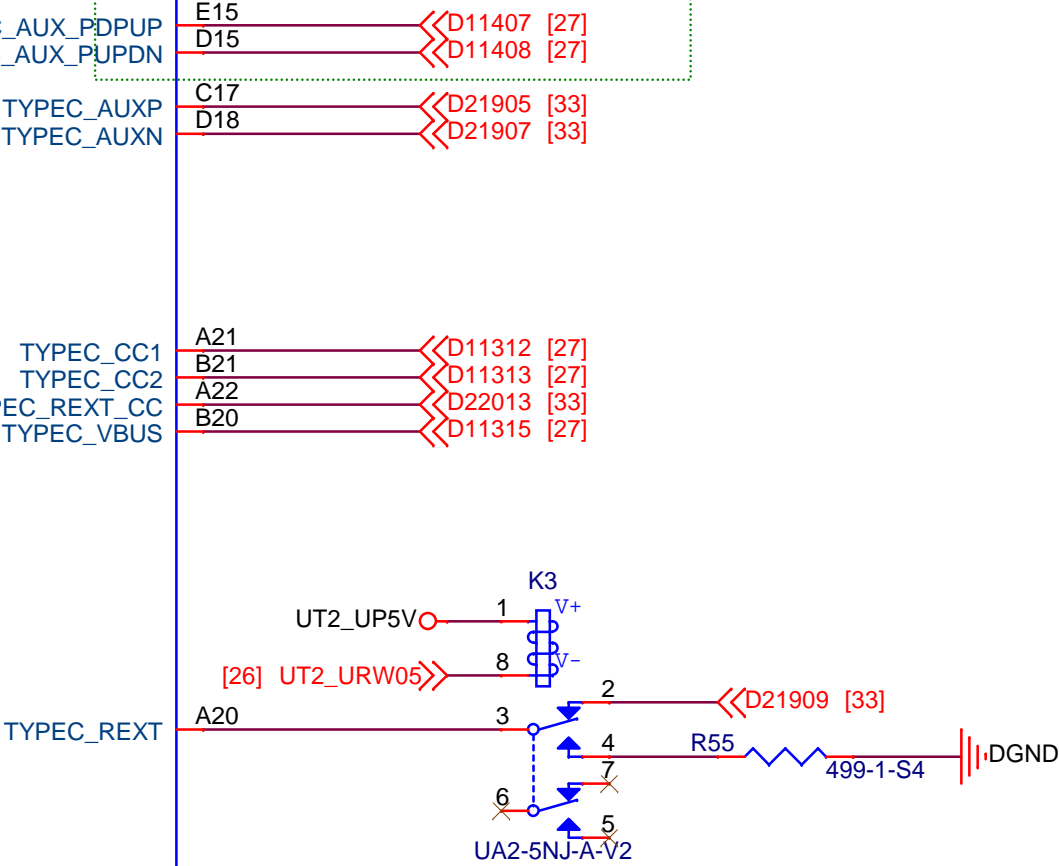 E15
C_AUX_PDPUP D11407 [27]
D15
_AUX_PUPDN D11408 [27]
C17
TYPEC_AUXP D21905 [33]
D18
TYPEC_AUXN D21907 [33]
A21
TYPEC_CC1 D11312 [27]
B21
TYPEC_CC2 D11313 [27]
A22
PEC_REXT_CC D22013 [33]
B20
TYPEC_VBUS D11315 [27]
K3
UT2_UP5V 1 V+
[26] UT2_URW05 8 V-
2 D21909 [33]
TYPEC_REXT A20 3
4 R55 499-1-S4 DGND
7
6
5
UA2-5NJ-A-V2